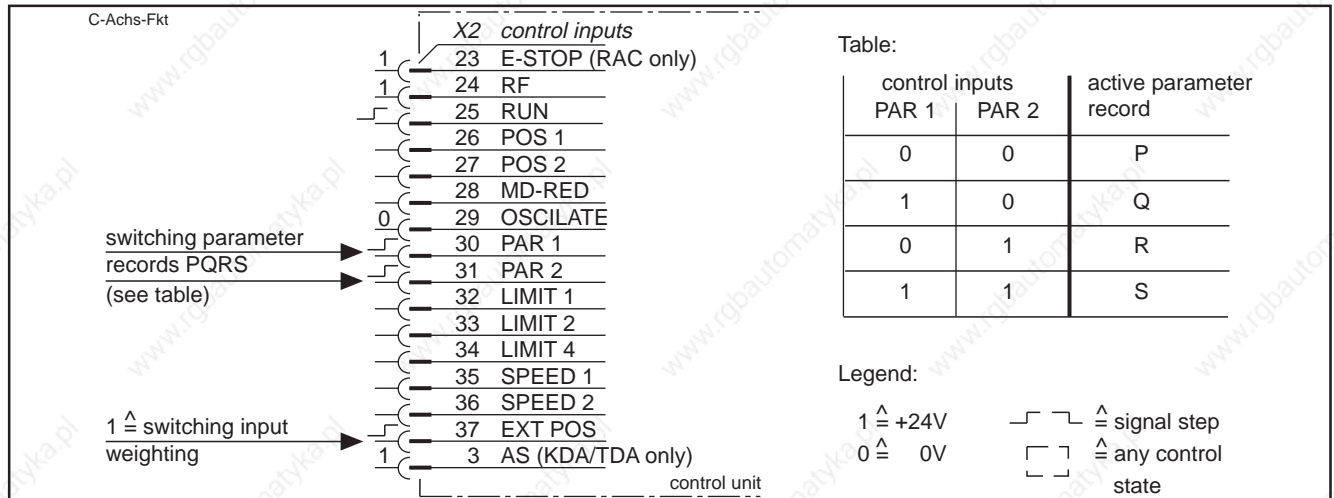 C-Achs-Fkt
X2 control inputs
1 23 E-STOP (RAC only)
1 24 RF
25 RUN
26 POS 1
27 POS 2
28 MD-RED
0 29 OSCILATE
30 PAR 1
31 PAR 2
32 LIMIT 1
33 LIMIT 2
34 LIMIT 4
35 SPEED 1
36 SPEED 2
37 EXT POS
1 3 AS (KDA/TDA only)
control unit
switching parameter
records PQRS
(see table)
1 ≙ switching input
weighting
Table:
control inputs active parameter
PAR 1 PAR 2 record
0 0 P
1 0 Q
0 1 R
1 1 S
Legend:
1 ≙ +24V ≙ signal step
0 ≙ 0V ≙ any control
state
www.rgbautomatyka.pl